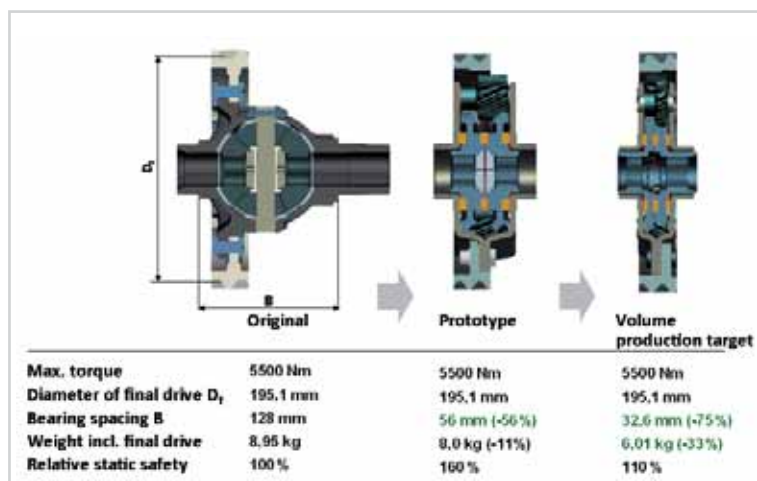 D₁
B
Original Prototype Volume
production target
Max. torque 5500 Nm 5500 Nm 5500 Nm
Diameter of final drive D₁ 195,1 mm 195,1 mm 195,1 mm
Bearing spacing B 128 mm 56 mm (-56%) 32,6 mm (-75%)
Weight incl. final drive 8,95 kg 8,0 kg (-11%) 6,01 kg (-33%)
Relative static safety 100 % 160 % 110 %